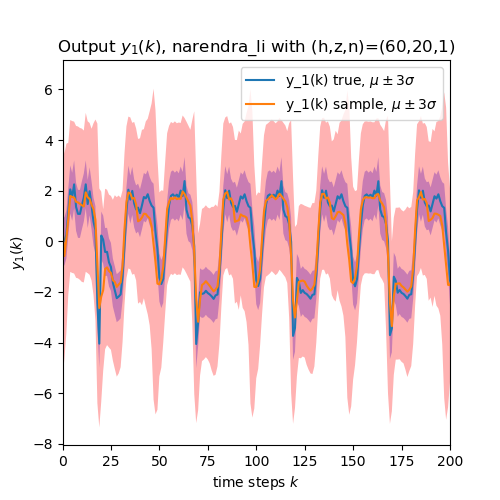 Output y₁(k), narendra_li with (h,z,n)=(60,20,1)
y_1(k) true, μ ± 3σ
y_1(k) sample, μ ± 3σ
6
4
2
0
−2
−4
−6
−8
y₁(k)
0 25 50 75 100 125 150 175 200
time steps k